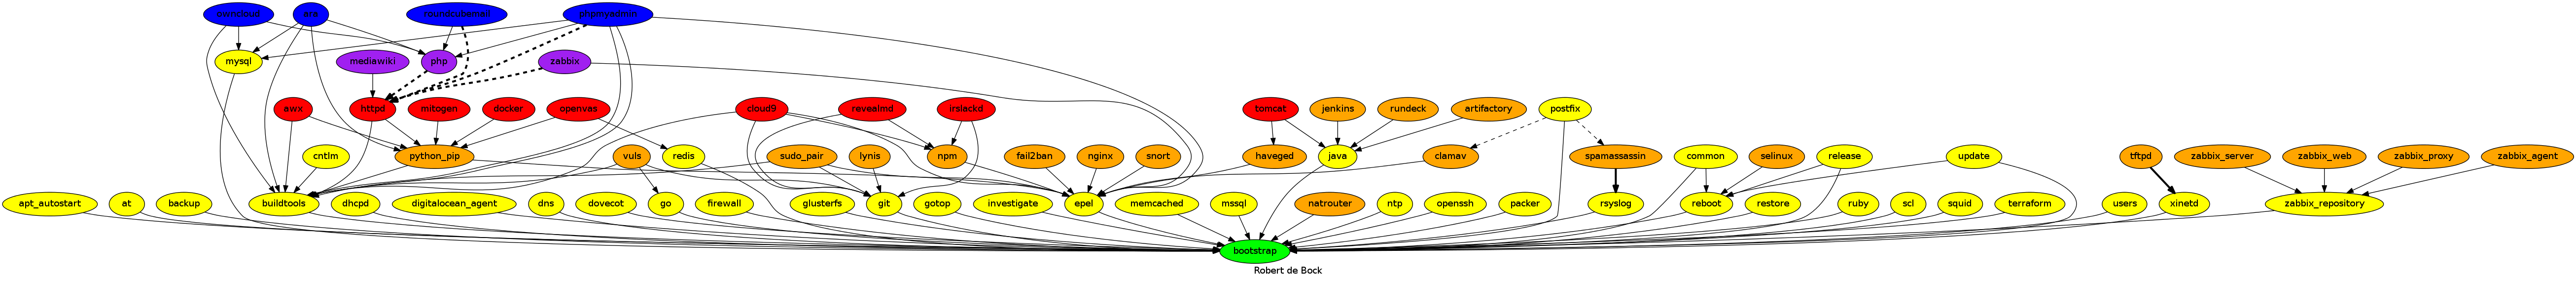 owncloud ara roundcubemail phpmyadmin
mysql mediawiki php zabbix
awx httpd mitogen docker openvas cloud9 revealmd irslackd tomcat jenkins rundeck artifactory postfix
cntlm python_pip vuls redis sudo_pair lynis npm fail2ban nginx snort haveged java clamav spamassassin common selinux release update tftpd zabbix_server zabbix_web zabbix_proxy zabbix_agent
apt_autostart at backup buildtools dhcpd digitalocean_agent dns dovecot go firewall glusterfs git gotop investigate epel memcached mssql natrouter ntp openssh packer rsyslog reboot restore ruby scl squid terraform users xinetd zabbix_repository
bootstrap
Robert de Bock